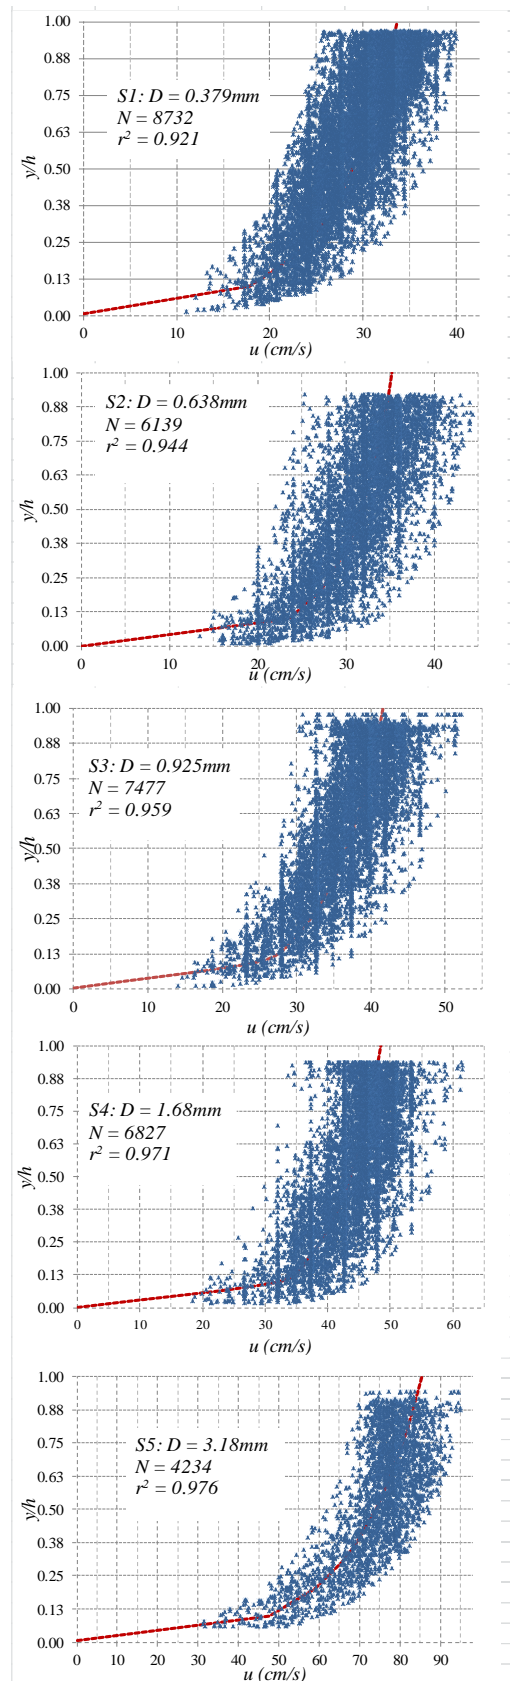 1.00
0.88
0.75
0.63
0.50
0.38
0.25
0.13
0.00
y/h
S1: D = 0.379mm
N = 8732
r² = 0.921
0 10 20 30 40
u (cm/s)
1.00
0.88
0.75
0.63
0.50
0.38
0.25
0.13
0.00
y/h
S2: D = 0.638mm
N = 6139
r² = 0.944
0 10 20 30 40
u (cm/s)
1.00
0.88
0.75
0.63
0.50
0.38
0.25
0.13
0.00
y/h
S3: D = 0.925mm
N = 7477
r² = 0.959
0 10 20 30 40 50
u (cm/s)
1.00
0.88
0.75
0.63
0.50
0.38
0.25
0.13
0.00
y/h
S4: D = 1.68mm
N = 6827
r² = 0.971
0 10 20 30 40 50 60
u (cm/s)
1.00
0.88
0.75
0.63
0.50
0.38
0.25
0.13
0.00
y/h
S5: D = 3.18mm
N = 4234
r² = 0.976
0 10 20 30 40 50 60 70 80 90
u (cm/s)